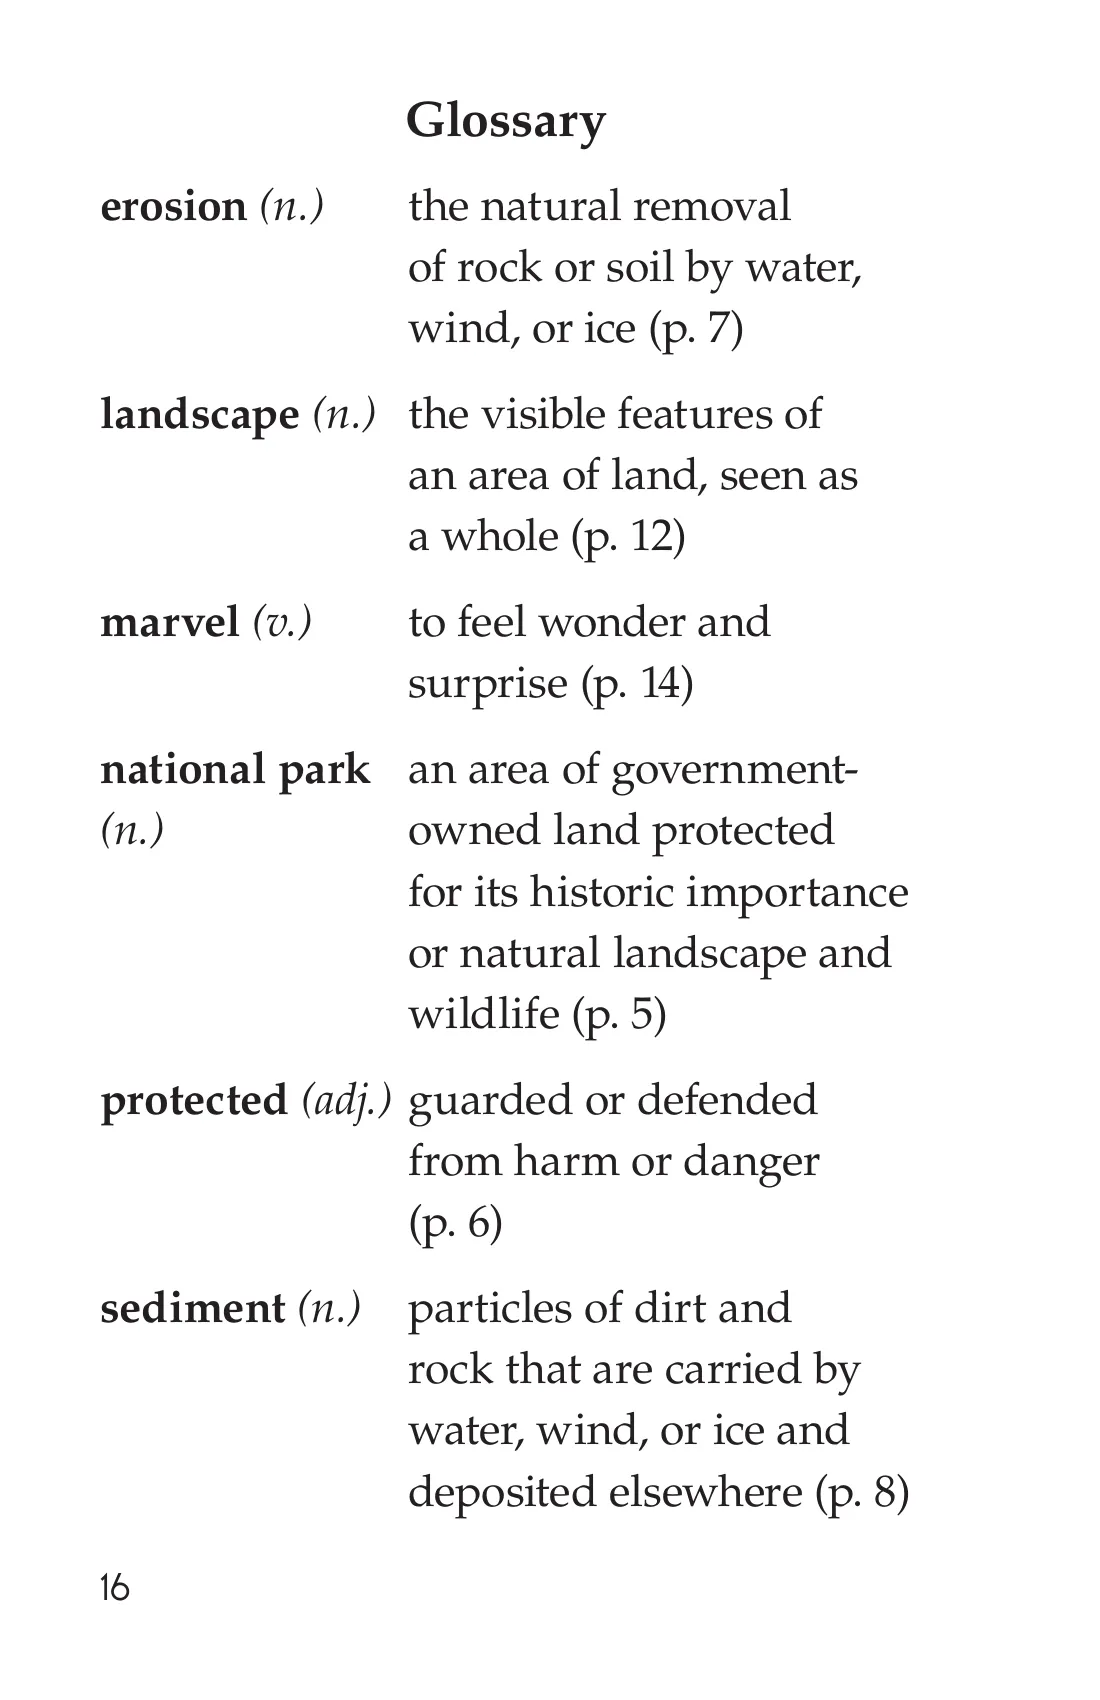 Glossary
erosion (n.) the natural removal
of rock or soil by water,
wind, or ice (p. 7)
landscape (n.) the visible features of
an area of land, seen as
a whole (p. 12)
marvel (v.) to feel wonder and
surprise (p. 14)
national park an area of government-
(n.) owned land protected
for its historic importance
or natural landscape and
wildlife (p. 5)
protected (adj.) guarded or defended
from harm or danger
(p. 6)
sediment (n.) particles of dirt and
rock that are carried by
water, wind, or ice and
deposited elsewhere (p. 8)
16